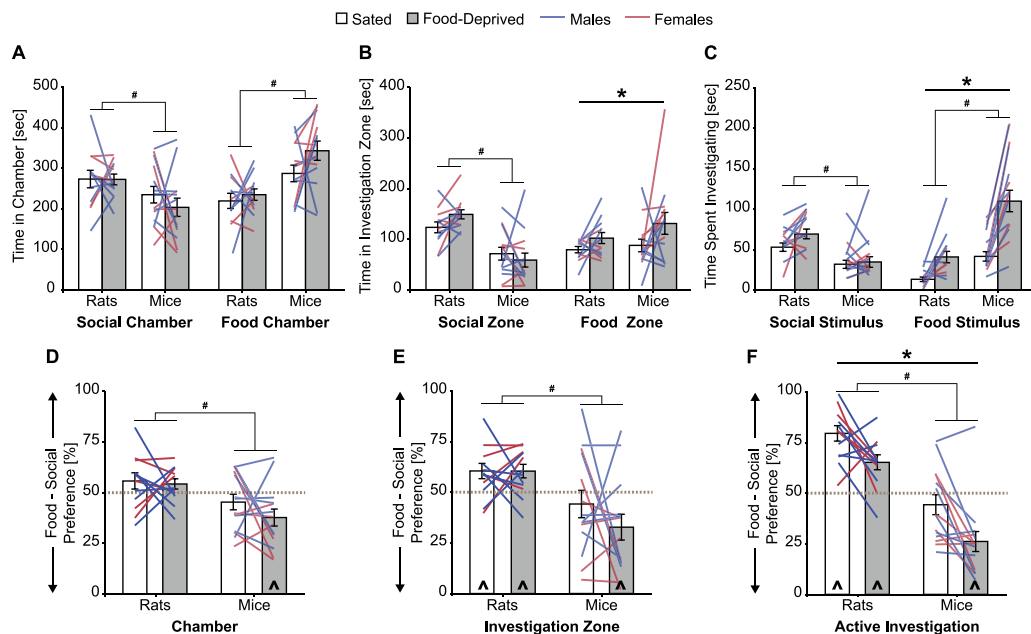 Sated Food-Deprived Males Females
A
Time in Chamber [sec]
500
400
300
200
100
0
#
#
Rats Mice Rats Mice
Social Chamber Food Chamber
B
Time in Investigation Zone [sec]
400
300
200
100
0
#
*
Rats Mice Rats Mice
Social Zone Food Zone
C
Time Spent Investigating [sec]
250
200
150
100
50
0
#
*
#
Rats Mice Rats Mice
Social Stimulus Food Stimulus
D
Food - Social
Preference [%]
100
75
50
25
0
#
^
Rats Mice
Chamber
E
Food - Social
Preference [%]
100
75
50
25
0
#
^ ^ ^
Rats Mice
Investigation Zone
F
Food - Social
Preference [%]
100
75
50
25
0
*
#
^ ^ ^
Rats Mice
Active Investigation